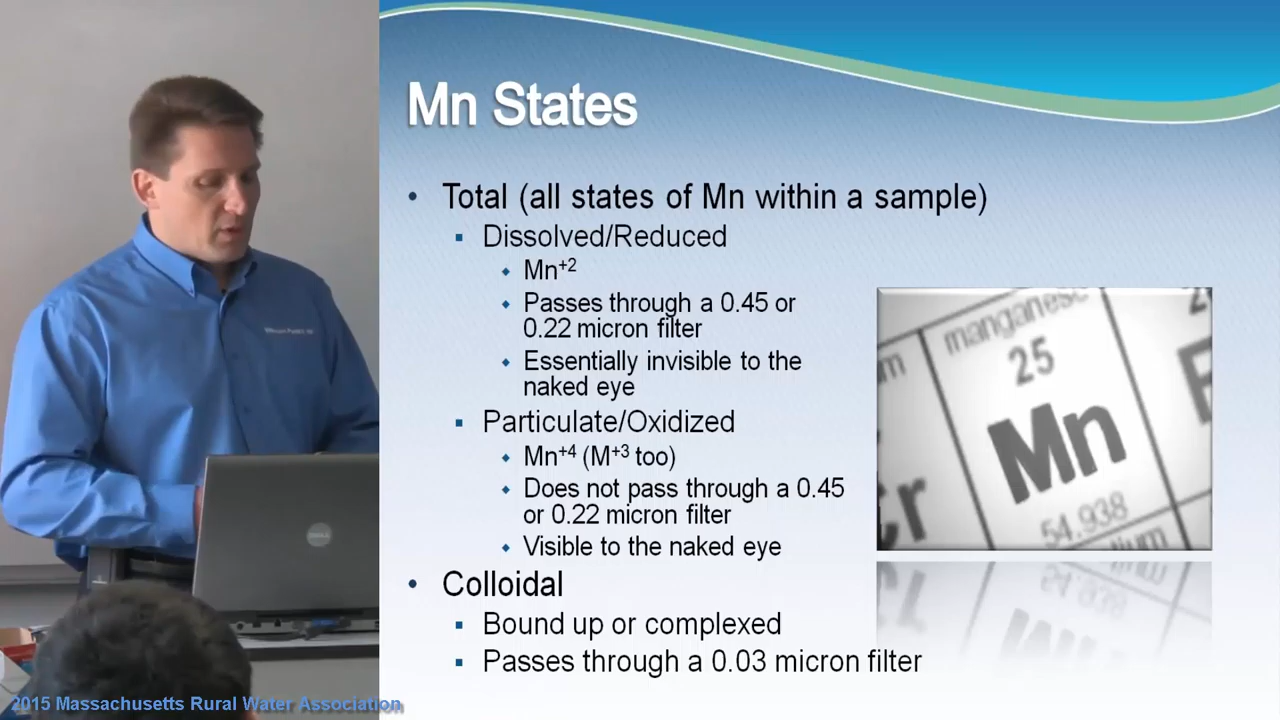 Mn States
• Total (all states of Mn within a sample)
▪ Dissolved/Reduced
◆ Mn+2
◆ Passes through a 0.45 or
0.22 micron filter
◆ Essentially invisible to the
naked eye
▪ Particulate/Oxidized
◆ Mn+4 (M+3 too)
◆ Does not pass through a 0.45
or 0.22 micron filter
◆ Visible to the naked eye
• Colloidal
▪ Bound up or complexed
▪ Passes through a 0.03 micron filter
manganese
25
Mn
54.938
Cr
DELL
2015 Massachusetts Rural Water Association